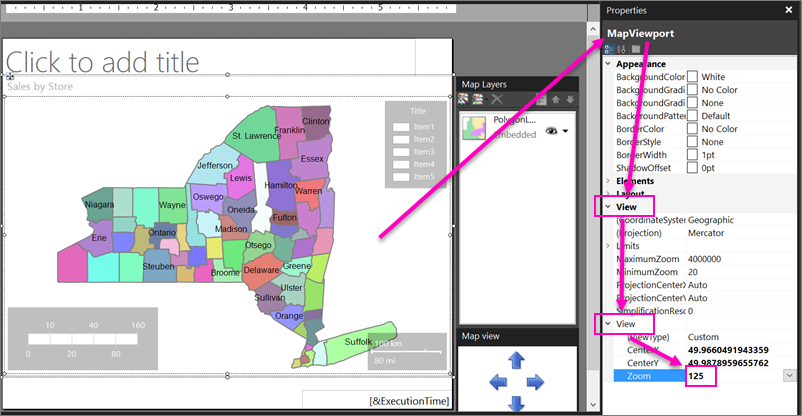 1 2 3 4 5
Click to add title
Sales by Store
Title
Item1
Item2
Item3
Item4
Item5
Clinton
Franklin
St. Lawrence
Essex
Jefferson
Lewis
Hamilton
Warren
Oswego
Oneida
Niagara
Wayne
Fulton
Madison
Ontario
Erie
Otsego
Steuben
Broome
Delaware
Greene
Ulster
Sullivan
Orange
Suffolk
0 40 100 160
20 80
100 km
80 mi
[&ExecutionTime]
Map Layers
PolygonL...
Embedded
Map view
Properties
MapViewport
Appearance
BackgroundColor White
BackgroundGradi No Color
BackgroundGradi None
BackgroundPatter Default
BorderColor No Color
BorderStyle None
BorderWidth 1pt
ShadowOffset 0pt
Elements
Layout
View
(CoordinateSyster Geographic
(Projection) Mercator
Limits
MaximumZoom 4000000
MinimumZoom 20
ProjectionCenter Auto
ProjectionCenter Auto
SimplificationReso 0
View
(ViewType) Custom
CenterX 49.9660491943359
CenterY 49.9878959655762
Zoom 125